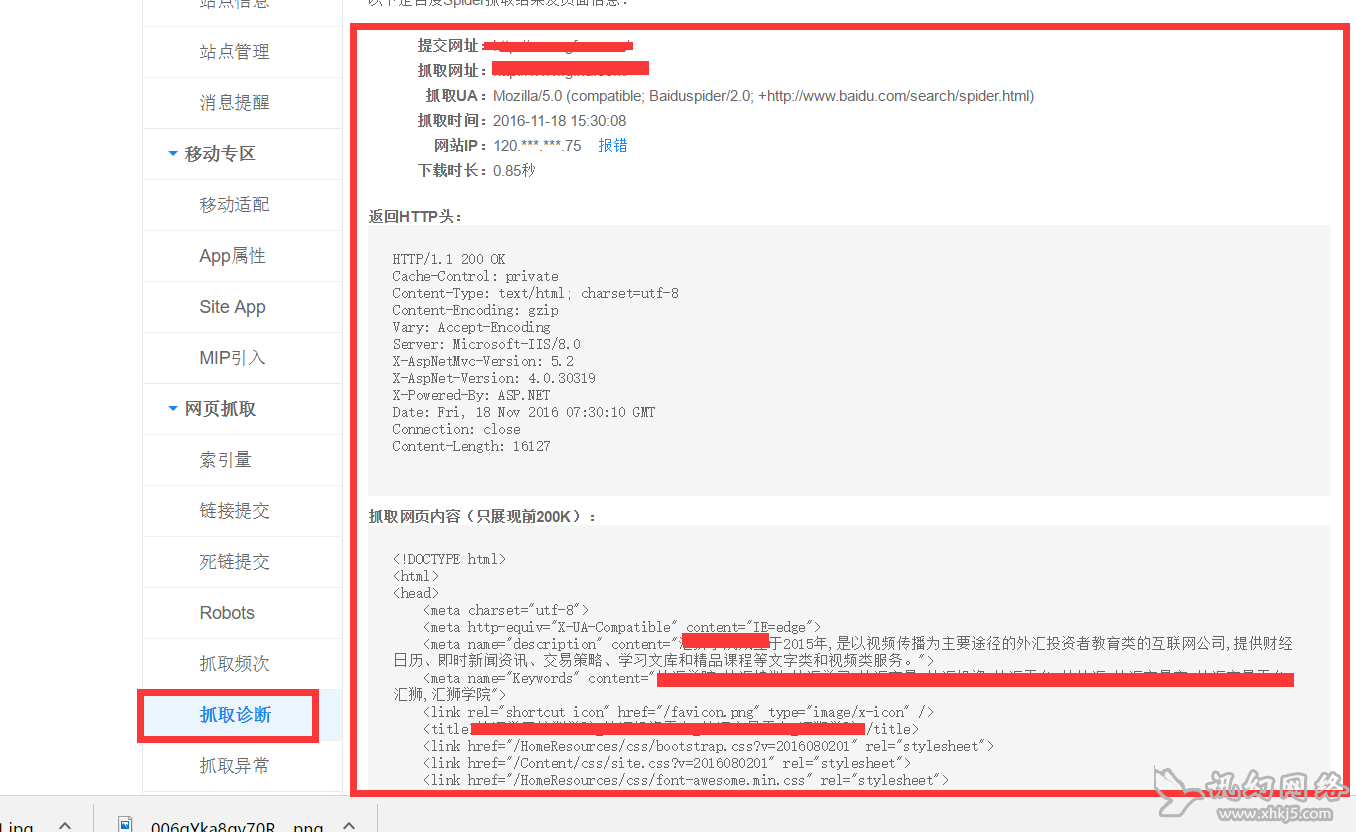 站点信息
站点管理
消息提醒
移动专区
移动适配
App属性
Site App
MIP引入
网页抓取
索引量
链接提交
死链提交
Robots
抓取频次
抓取诊断
抓取异常
以下是百度Spider抓取结果及页面信息：
提交网址：
抓取网址：
抓取UA： Mozilla/5.0 (compatible; Baiduspider/2.0; +http://www.baidu.com/search/spider.html)
抓取时间： 2016-11-18 15:30:08
网站IP： 120.***.***.75 报错
下载时长： 0.85秒
返回HTTP头：
HTTP/1.1 200 OK
Cache-Control: private
Content-Type: text/html; charset=utf-8
Content-Encoding: gzip
Vary: Accept-Encoding
Server: Microsoft-IIS/8.0
X-AspNetMvc-Version: 5.2
X-AspNet-Version: 4.0.30319
X-Powered-By: ASP.NET
Date: Fri, 18 Nov 2016 07:30:10 GMT
Connection: close
Content-Length: 16127
抓取网页内容（只展现前200K）：
<!DOCTYPE html>
<html>
<head>
<meta charset="utf-8">
<meta http-equiv="X-UA-Compatible" content="IE=edge">
<meta name="description" content="于2015年,是以视频传播为主要途径的外汇投资者教育类的互联网公司,提供财经
日历、即时新闻资讯、交易策略、学习文库和精品课程等文字类和视频类服务。">
<meta name="Keywords" content="
汇狮,汇狮学院">
<link rel="shortcut icon" href="/favicon.png" type="image/x-icon" />
<title /title>
<link href="/HomeResources/css/bootstrap.css?v=2016080201" rel="stylesheet">
<link href="/Content/css/site.css?v=2016080201" rel="stylesheet">
<link href="/HomeResources/css/font-awesome.min.css" rel="stylesheet">
讯幻网络
www.xhkj5.com